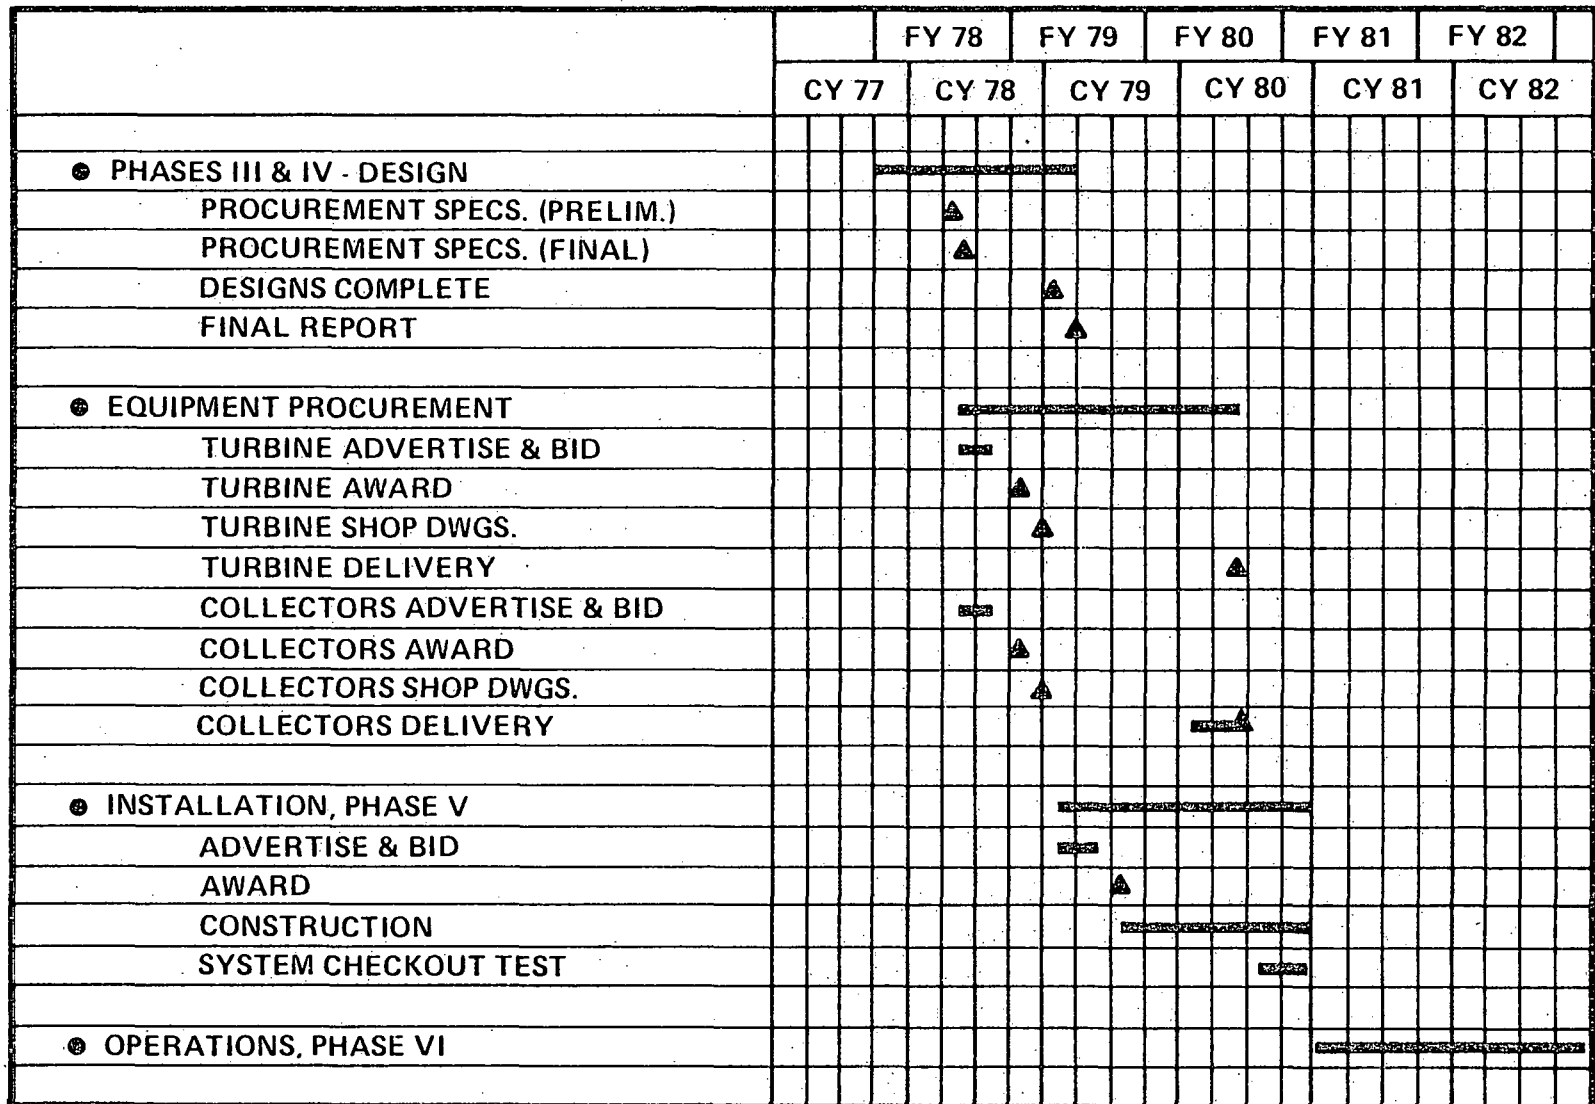 FY 78 FY 79 FY 80 FY 81 FY 82
CY 77 CY 78 CY 79 CY 80 CY 81 CY 82
● PHASES III & IV - DESIGN
PROCUREMENT SPECS. (PRELIM.)
PROCUREMENT SPECS. (FINAL)
DESIGNS COMPLETE
FINAL REPORT
● EQUIPMENT PROCUREMENT
TURBINE ADVERTISE & BID
TURBINE AWARD
TURBINE SHOP DWGS.
TURBINE DELIVERY
COLLECTORS ADVERTISE & BID
COLLECTORS AWARD
COLLECTORS SHOP DWGS.
COLLECTORS DELIVERY
● INSTALLATION, PHASE V
ADVERTISE & BID
AWARD
CONSTRUCTION
SYSTEM CHECKOUT TEST
● OPERATIONS, PHASE VI